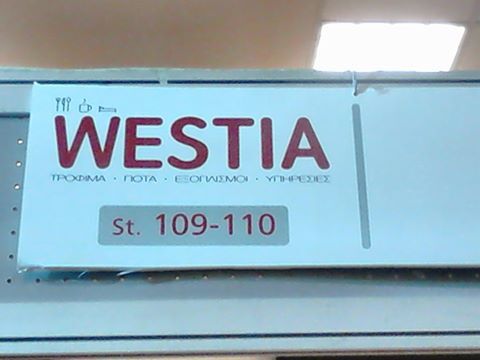 WESTIA
ΤΡΟΦΙΜΑ · ΠΟΤΑ · ΕΞΟΠΛΙΣΜΟΙ · ΥΠΗΡΕΣΙΕΣ
St. 109-110